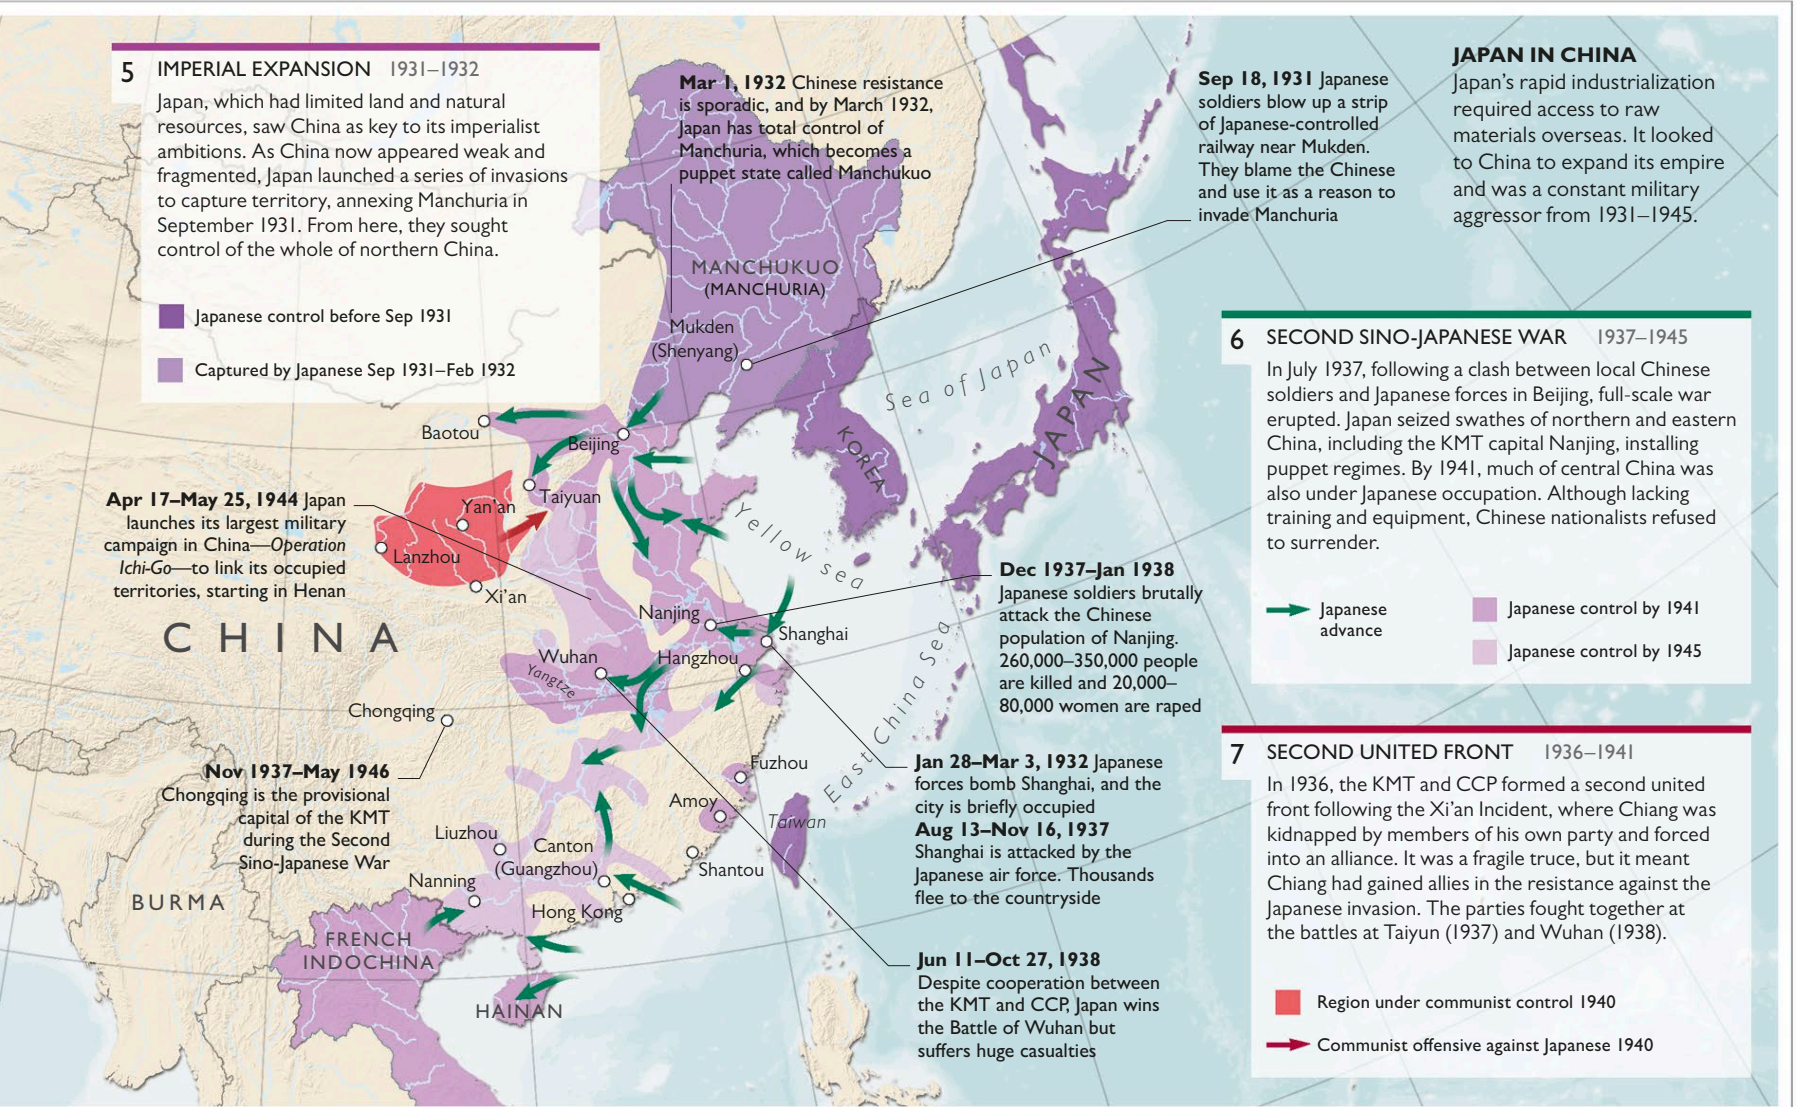 5 IMPERIAL EXPANSION 1931–1932
Japan, which had limited land and natural
resources, saw China as key to its imperialist
ambitions. As China now appeared weak and
fragmented, Japan launched a series of invasions
to capture territory, annexing Manchuria in
September 1931. From here, they sought
control of the whole of northern China.
Japanese control before Sep 1931
Captured by Japanese Sep 1931–Feb 1932
Mar 1, 1932 Chinese resistance
is sporadic, and by March 1932,
Japan has total control of
Manchuria, which becomes a
puppet state called Manchukuo
Sep 18, 1931 Japanese
soldiers blow up a strip
of Japanese-controlled
railway near Mukden.
They blame the Chinese
and use it as a reason to
invade Manchuria
JAPAN IN CHINA
Japan’s rapid industrialization
required access to raw
materials overseas. It looked
to China to expand its empire
and was a constant military
aggressor from 1931–1945.
MANCHUKUO
(MANCHURIA)
Mukden
(Shenyang)
Sea of Japan
JAPAN
KOREA
Baotou
Beijing
Taiyuan
Yan’an
Lanzhou
Xi’an
Yellow sea
Apr 17–May 25, 1944 Japan
launches its largest military
campaign in China—Operation
Ichi-Go—to link its occupied
territories, starting in Henan
CHINA
Nanjing
Shanghai
Wuhan
Hangzhou
Yangtze
Chongqing
East China Sea
Dec 1937–Jan 1938
Japanese soldiers brutally
attack the Chinese
population of Nanjing.
260,000–350,000 people
are killed and 20,000–
80,000 women are raped
Nov 1937–May 1946
Chongqing is the provisional
capital of the KMT
during the Second
Sino-Japanese War
Fuzhou
Amoy
Taiwan
Liuzhou
Canton
(Guangzhou)
Shantou
Nanning
Hong Kong
BURMA
FRENCH
INDOCHINA
HAINAN
Jan 28–Mar 3, 1932 Japanese
forces bomb Shanghai, and the
city is briefly occupied
Aug 13–Nov 16, 1937
Shanghai is attacked by the
Japanese air force. Thousands
flee to the countryside
Jun 11–Oct 27, 1938
Despite cooperation between
the KMT and CCP, Japan wins
the Battle of Wuhan but
suffers huge casualties
6 SECOND SINO-JAPANESE WAR 1937–1945
In July 1937, following a clash between local Chinese
soldiers and Japanese forces in Beijing, full-scale war
erupted. Japan seized swathes of northern and eastern
China, including the KMT capital Nanjing, installing
puppet regimes. By 1941, much of central China was
also under Japanese occupation. Although lacking
training and equipment, Chinese nationalists refused
to surrender.
Japanese
advance
Japanese control by 1941
Japanese control by 1945
7 SECOND UNITED FRONT 1936–1941
In 1936, the KMT and CCP formed a second united
front following the Xi’an Incident, where Chiang was
kidnapped by members of his own party and forced
into an alliance. It was a fragile truce, but it meant
Chiang had gained allies in the resistance against the
Japanese invasion. The parties fought together at
the battles at Taiyun (1937) and Wuhan (1938).
Region under communist control 1940
Communist offensive against Japanese 1940